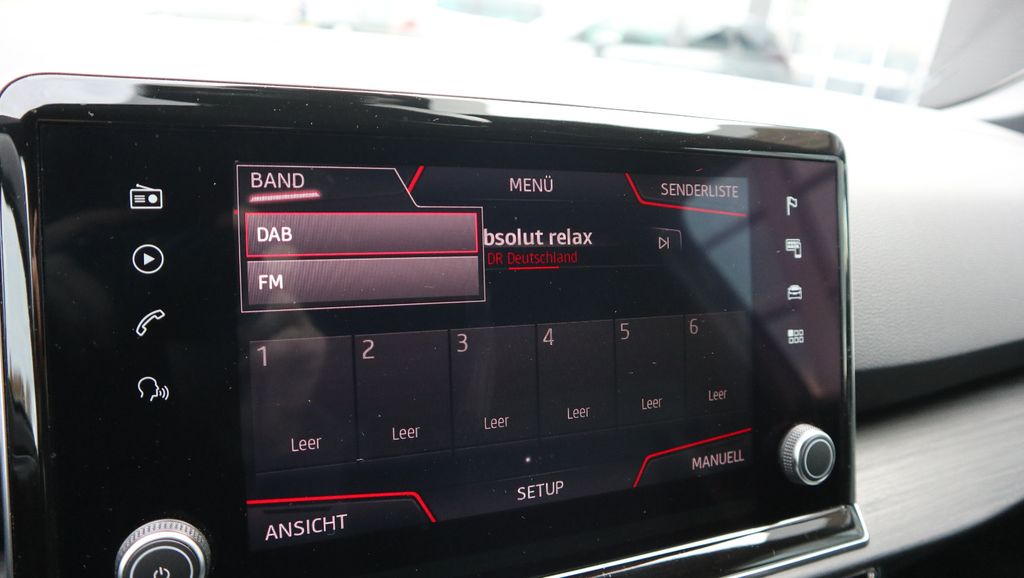 BAND
MENÜ
SENDERLISTE
DAB
bsolut relax
DR Deutschland
FM
1
2
3
4
5
6
Leer
Leer
Leer
Leer
Leer
Leer
MANUELL
SETUP
ANSICHT